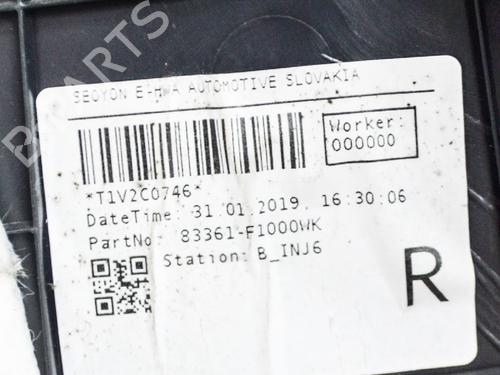 PARTS
SEOYON E-HWA AUTOMOTIVE SLOVAKIA
Worker:
000000
*T1V2C0746*
DateTime: 31.01.2019. 16:30:06
PartNo: 83361-F1000WK
Station: B_INJ6
R